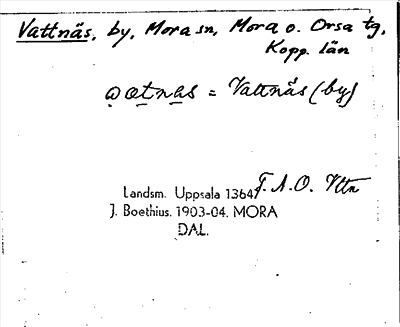 Vattnäs, by, Mora sn, Mora o. Orsa tg,
Kopp. län
= Vattnäs (by)
Landsm. Uppsala 1364:
J. Boethius. 1903-04. MORA
DAL.